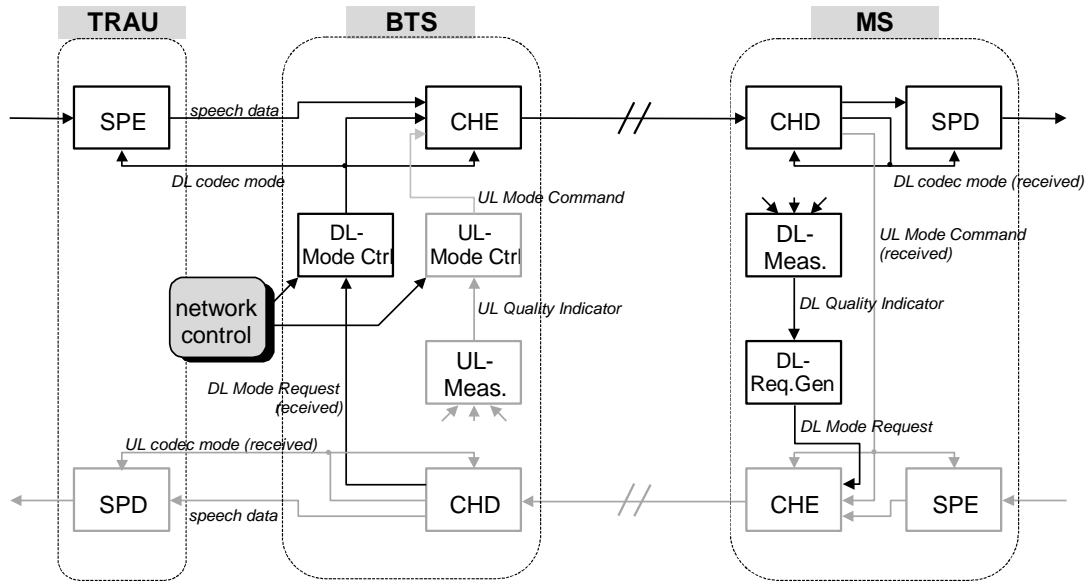 TRAU
BTS
MS
SPE
speech data
CHE
CHD
SPD
DL codec mode
DL codec mode (received)
UL Mode Command
DL-
Mode Ctrl
UL-
Mode Ctrl
DL-
Meas.
UL Mode Command
(received)
network
control
UL Quality Indicator
DL Quality Indicator
UL-
Meas.
DL-
Req.Gen
DL Mode Request
(received)
DL Mode Request
UL codec mode (received)
SPD
speech data
CHD
CHE
SPE